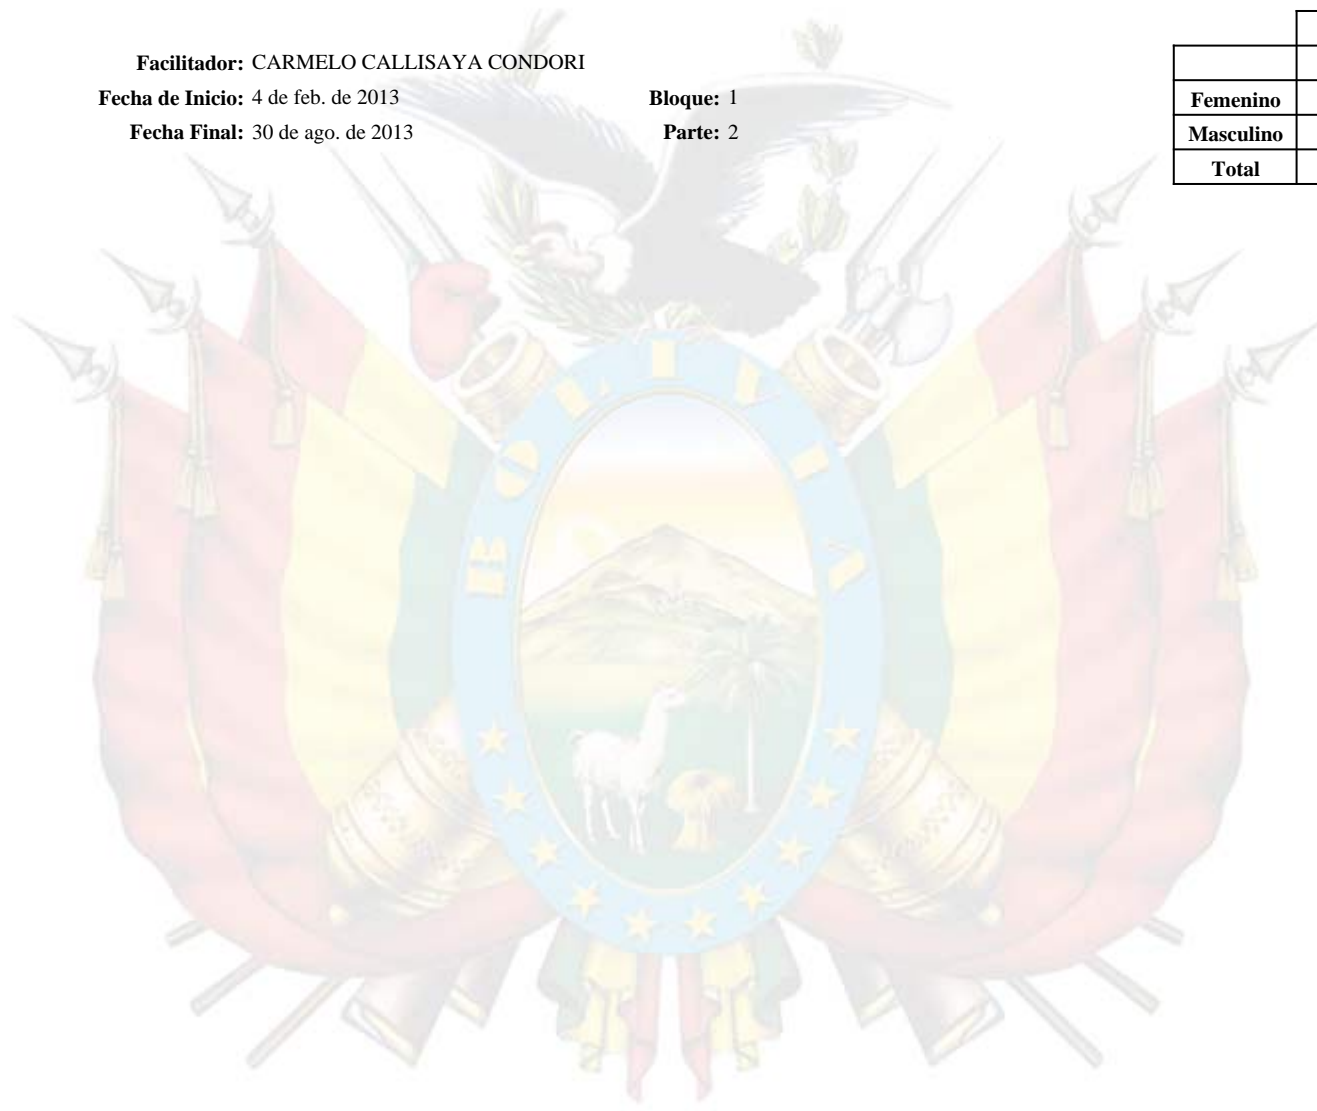 Facilitador: CARMELO CALLISAYA CONDORI
Fecha de Inicio: 4 de feb. de 2013 Bloque: 1
Fecha Final: 30 de ago. de 2013 Parte: 2
Femenino
Masculino
Total
BOLIVIA